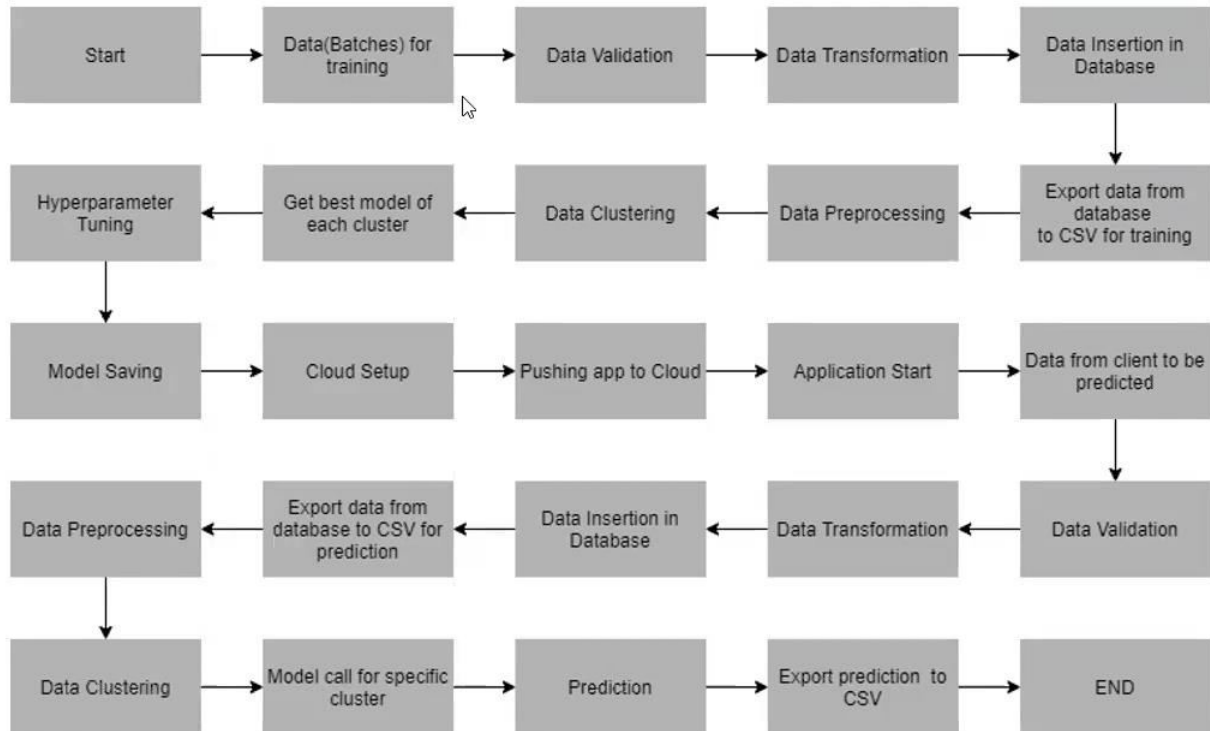 Start
Data(Batches) for
training
Data Validation
Data Transformation
Data Insertion in
Database
Hyperparameter
Tuning
Get best model of
each cluster
Data Clustering
Data Preprocessing
Export data from
database
to CSV for training
Model Saving
Cloud Setup
Pushing app to Cloud
Application Start
Data from client to be
predicted
Data Preprocessing
Export data from
database to CSV for
prediction
Data Insertion in
Database
Data Transformation
Data Validation
Data Clustering
Model call for specific
cluster
Prediction
Export prediction to
CSV
END